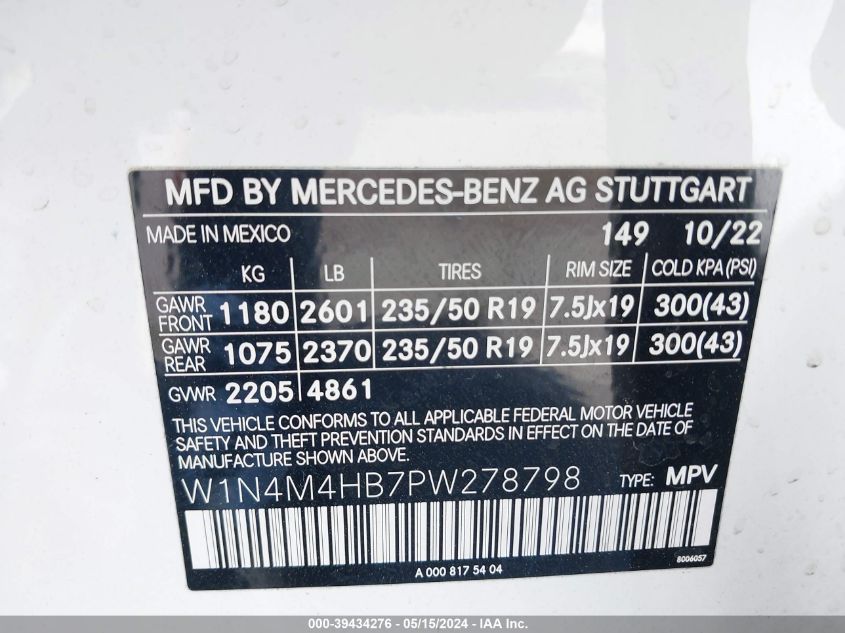 MFD BY MERCEDES-BENZ AG STUTTGART
MADE IN MEXICO 149 10/22
KG LB TIRES RIM SIZE COLD KPA (PSI)
GAWR FRONT 1180 2601 235/50 R19 7.5Jx19 300(43)
GAWR REAR 1075 2370 235/50 R19 7.5Jx19 300(43)
GVWR 2205 4861
THIS VEHICLE CONFORMS TO ALL APPLICABLE FEDERAL MOTOR VEHICLE
SAFETY AND THEFT PREVENTION STANDARDS IN EFFECT ON THE DATE OF
MANUFACTURE SHOWN ABOVE.
W1N4M4HB7PW278798 TYPE: MPV
A 000 817 54 04 8006057
000-39434276 - 05/15/2024 - IAA Inc.